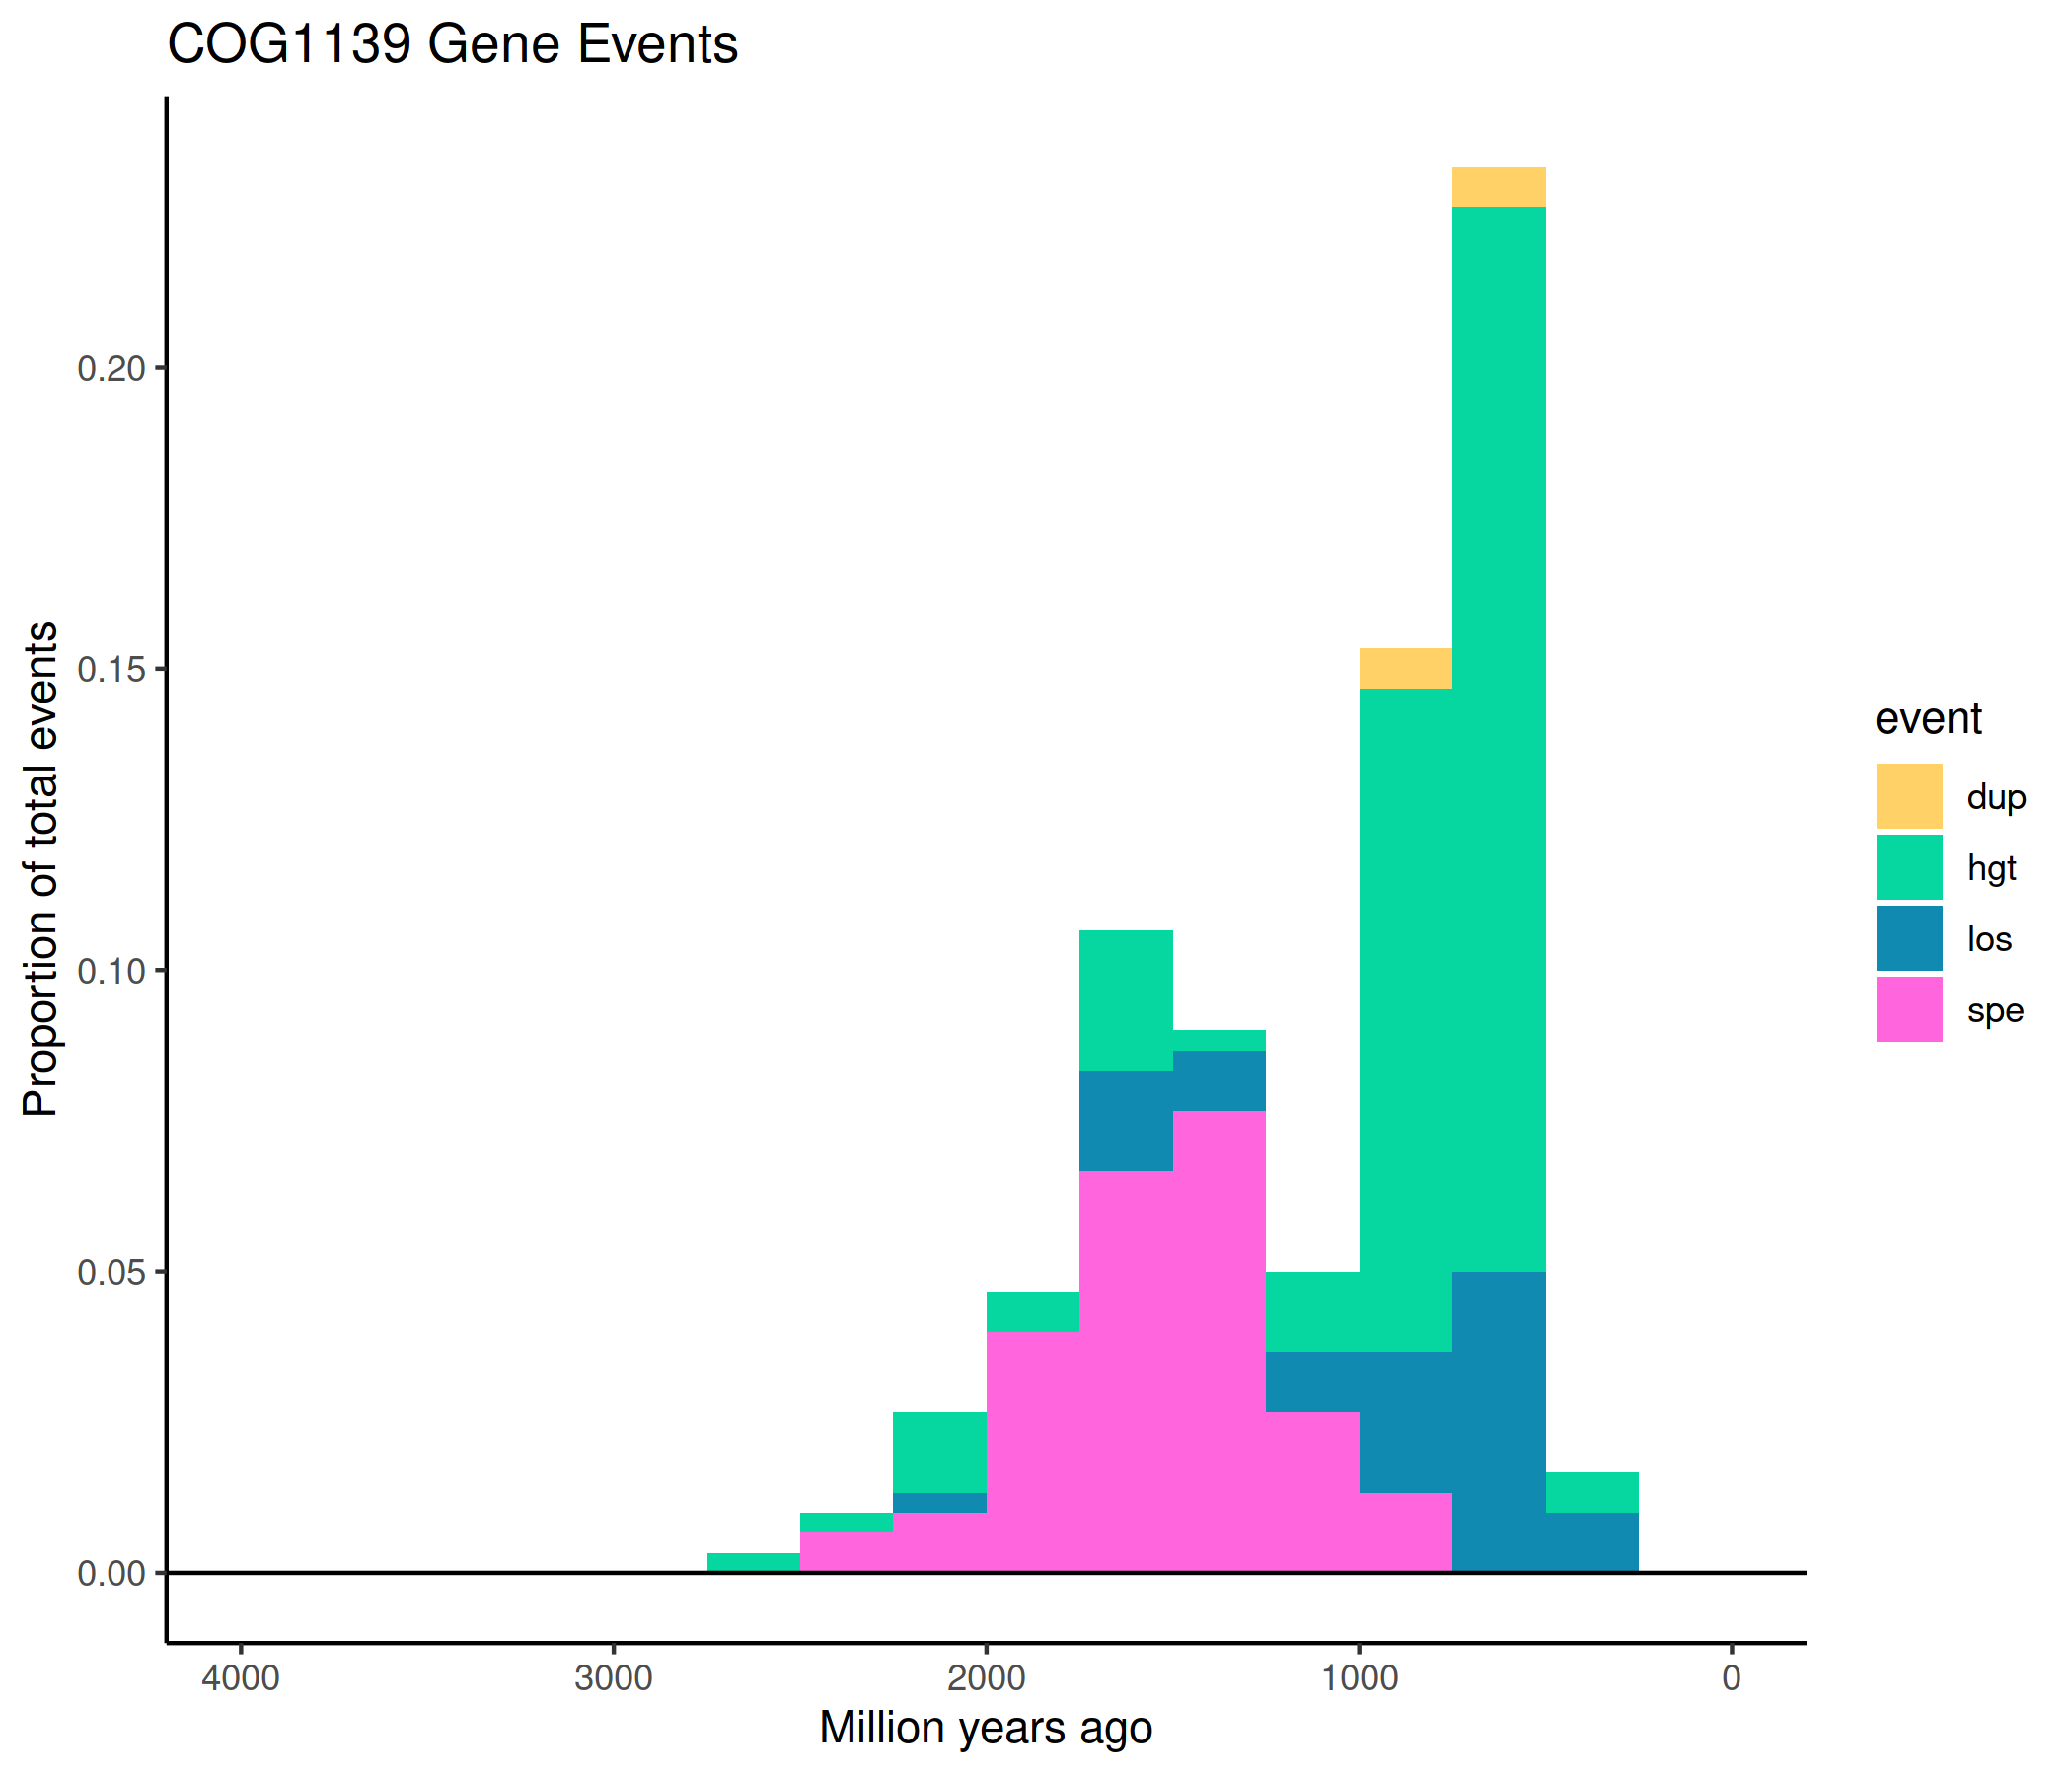 COG1139 Gene Events
Proportion of total events
0.20
0.15
0.10
0.05
0.00
4000 3000 2000 1000 0
Million years ago
event
dup
hgt
los
spe